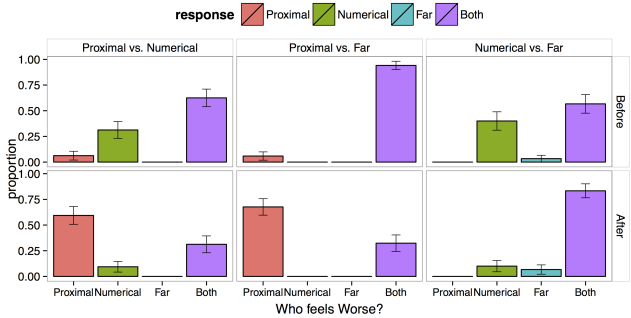 response Proximal Numerical Far Both
Proximal vs. Numerical Proximal vs. Far Numerical vs. Far
1.00
0.75
0.50
0.25
0.00
Before
proportion
1.00
0.75
0.50
0.25
0.00
After
Proximal Numerical Far Both Proximal Numerical Far Both Proximal Numerical Far Both
Who feels Worse?